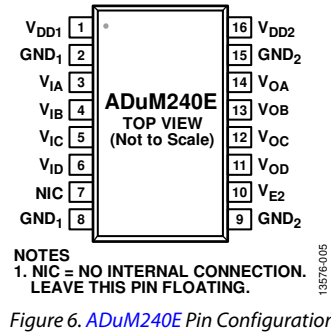 VDD1 1 16 VDD2
GND1 2 15 GND2
VIA 3 14 VOA
VIB 4 ADuM240E 13 VOB
VIC 5 TOP VIEW (Not to Scale) 12 VOC
VID 6 11 VOD
NIC 7 10 VE2
GND1 8 9 GND2
NOTES
1. NIC = NO INTERNAL CONNECTION.
LEAVE THIS PIN FLOATING.
13576-005
Figure 6. ADuM240E Pin Configuration